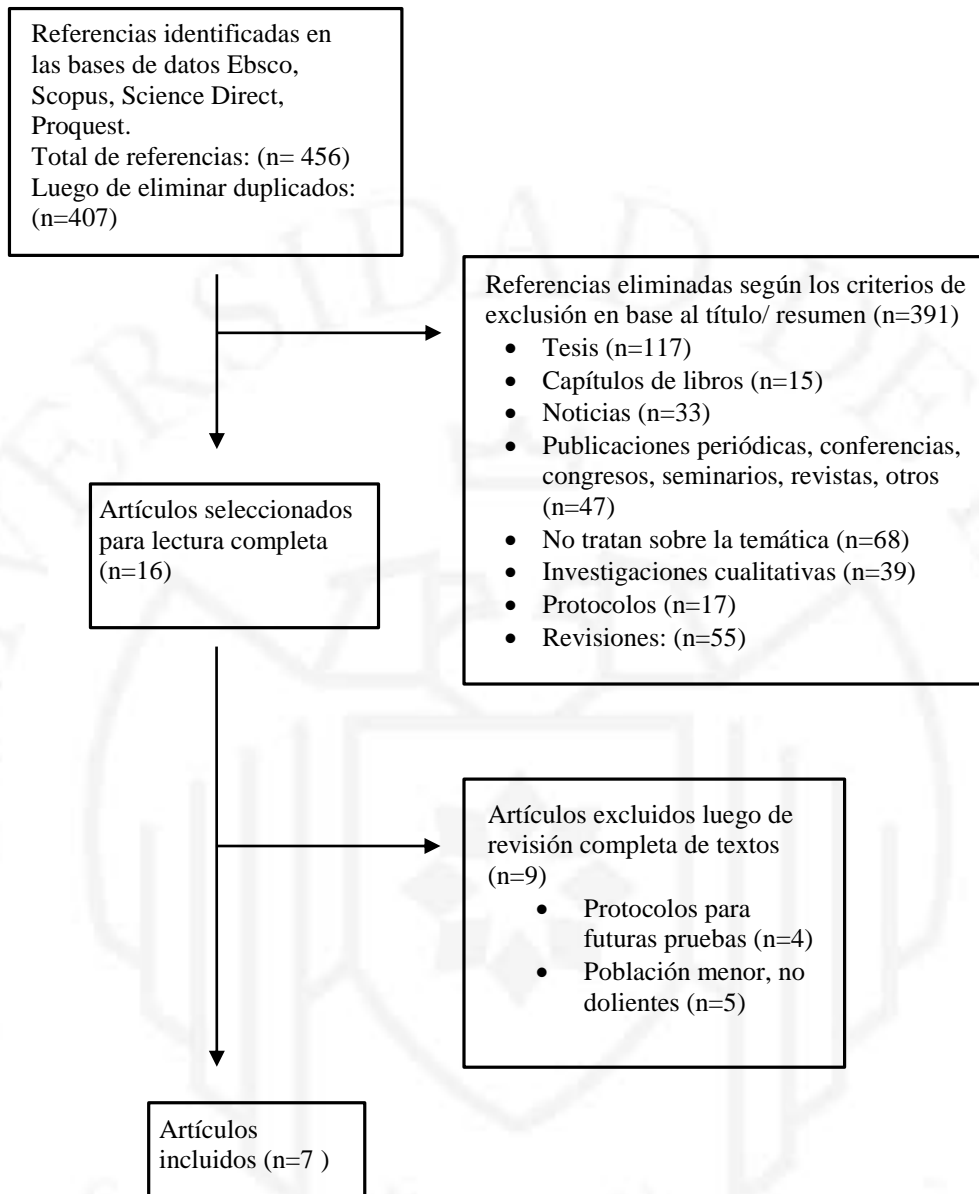 Referencias identificadas en
las bases de datos Ebsco,
Scopus, Science Direct,
Proquest.
Total de referencias: (n= 456)
Luego de eliminar duplicados:
(n=407)
Referencias eliminadas según los criterios de
exclusión en base al título/ resumen (n=391)
• Tesis (n=117)
• Capítulos de libros (n=15)
• Noticias (n=33)
• Publicaciones periódicas, conferencias,
congresos, seminarios, revistas, otros
(n=47)
• No tratan sobre la temática (n=68)
• Investigaciones cualitativas (n=39)
• Protocolos (n=17)
• Revisiones: (n=55)
Artículos seleccionados
para lectura completa
(n=16)
Artículos excluidos luego de
revisión completa de textos
(n=9)
• Protocolos para
futuras pruebas (n=4)
• Población menor, no
dolientes (n=5)
Artículos
incluidos (n=7 )